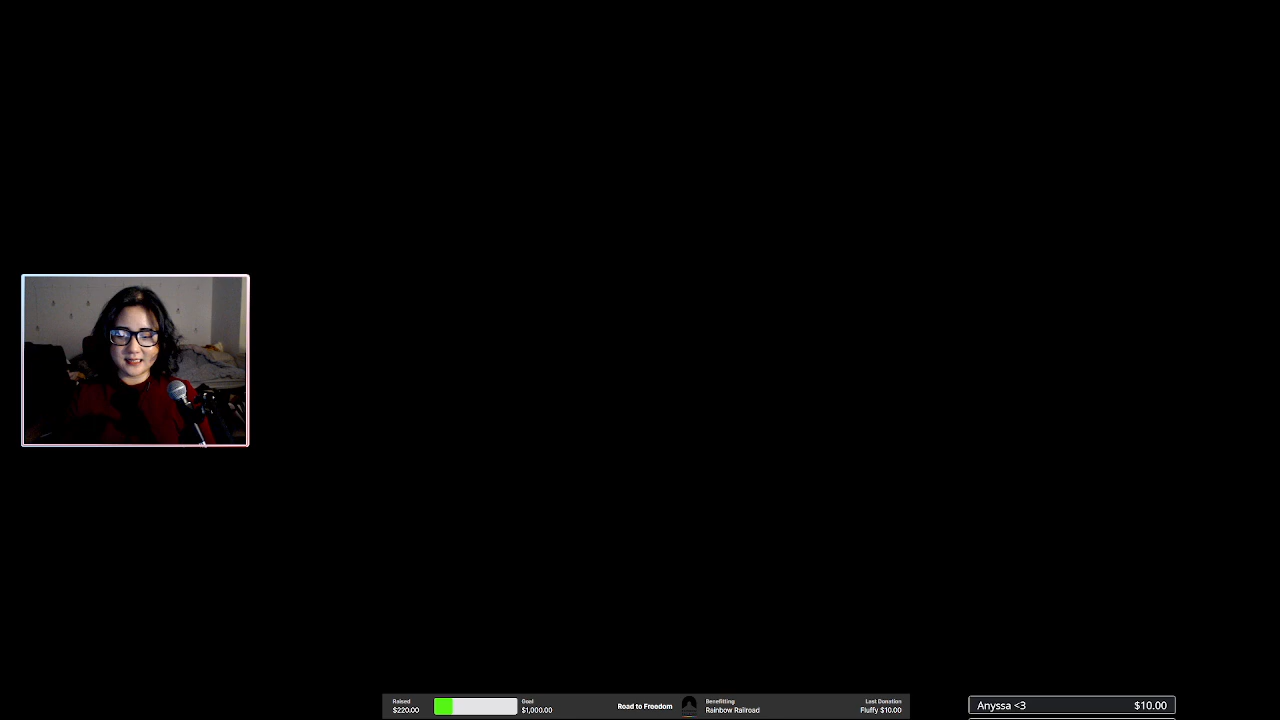 Raised
$220.00
Goal
$1,000.00
Road to Freedom
Benefitting
Rainbow Railroad
Last Donation
Fluffy $10.00
Anyssa <3 $10.00